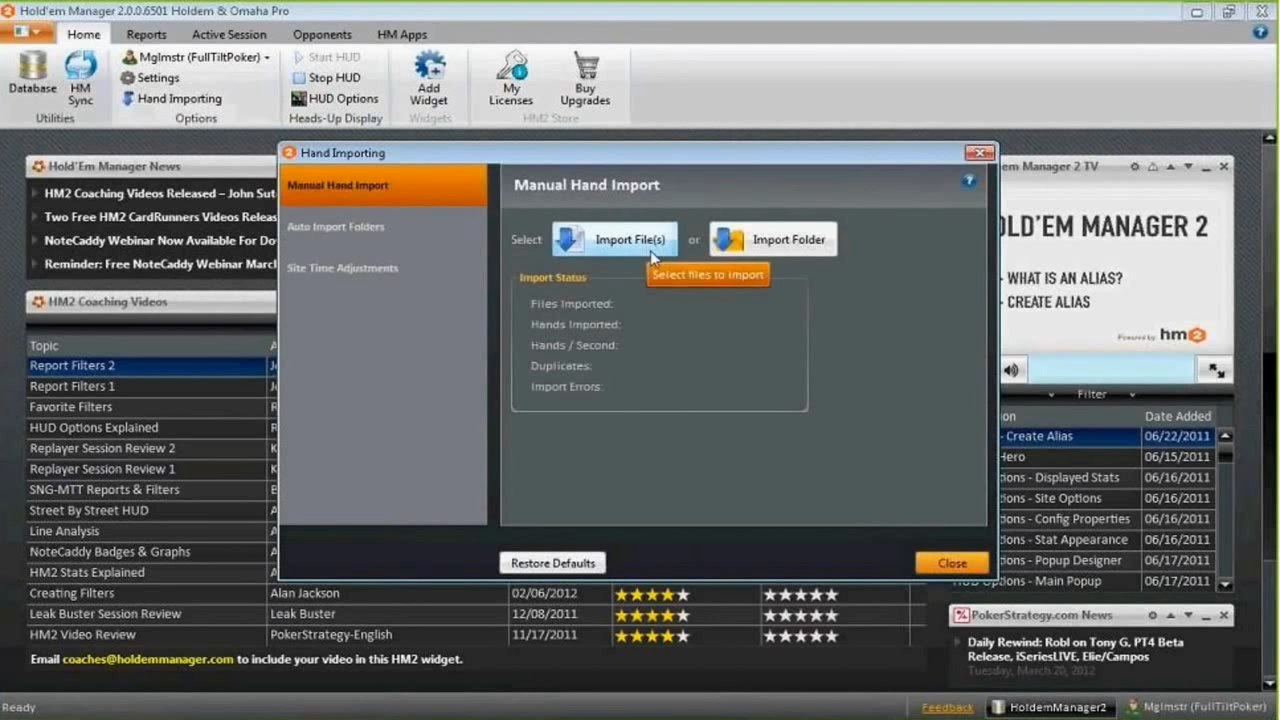 Hold'em Manager 2.0.0.6501 Holdem & Omaha Pro
Home Reports Active Session Opponents HM Apps
Database
HM Sync
Utilities
MgImstr (FullTiltPoker)
Settings
Hand Importing
Options
Start HUD
Stop HUD
HUD Options
Heads-Up Display
Add Widget
Widgets
My Licenses
Buy Upgrades
HM2 Store
Hold'Em Manager News
HM2 Coaching Videos Released – John
Two Free HM2 CardRunners Videos
NoteCaddy Webinar Now Available For
Reminder: Free NoteCaddy Webinar
HM2 Coaching Videos
Topic
Report Filters 2
Report Filters 1
Favorite Filters
HUD Options Explained
Replayer Session Review 2
Replayer Session Review 1
SNG-MTT Reports & Filters
Street By Street HUD
Line Analysis
NoteCaddy Badges & Graphs
HM2 Stats Explained
Creating Filters Alan Jackson 02/06/2012
Leak Buster Session Review Leak Buster 12/08/2011
HM2 Video Review PokerStrategy-English 11/17/2011
Email coaches@holdemmanager.com to include your video in this HM2 widget.
Hand Importing
Manual Hand Import
Auto Import Folders
Site Time Adjustments
Manual Hand Import
Select Import File(s) or Import Folder
Select files to import
Import Status
Files Imported:
Hands Imported:
Hands / Second:
Duplicates:
Import Errors:
Restore Defaults
Close
em Manager 2 TV
OLD'EM MANAGER 2
- WHAT IS AN ALIAS?
- CREATE ALIAS
Powered by hm2
Filter
on Date Added
- Create Alias 06/22/2011
Hero 06/15/2011
tions - Displayed Stats 06/16/2011
tions - Site Options 06/16/2011
tions - Config Properties 06/16/2011
tions - Stat Appearance 06/16/2011
tions - Popup Designer 06/17/2011
HUD Options - Main Popup 06/17/2011
PokerStrategy.com News
Daily Rewind: Robl on Tony G, PT4 Beta
Release, iSeriesLIVE, Elie/Campos
Tuesday, March 20, 2012
Ready
Feedback
HoldemManager2
MgImstr (FullTiltPoker)